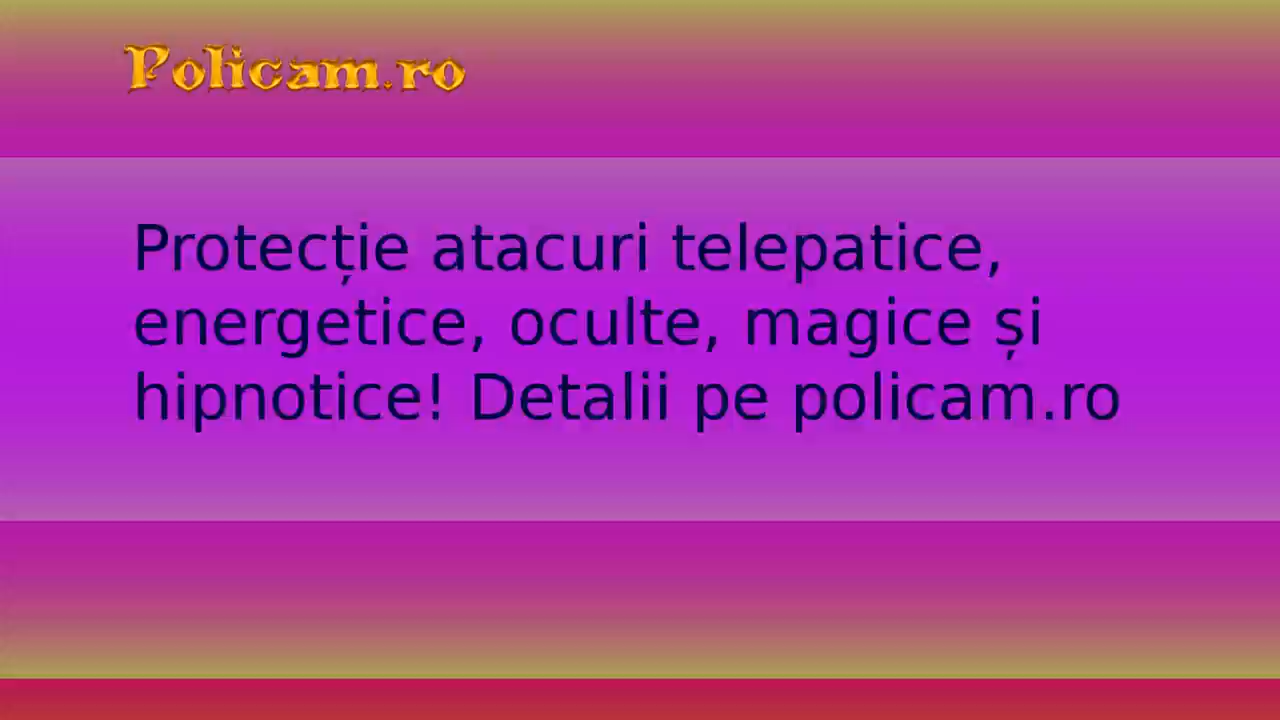 Policam.ro
Protecție atacuri telepatice,
energetice, oculte, magice și
hipnotice! Detalii pe policam.ro